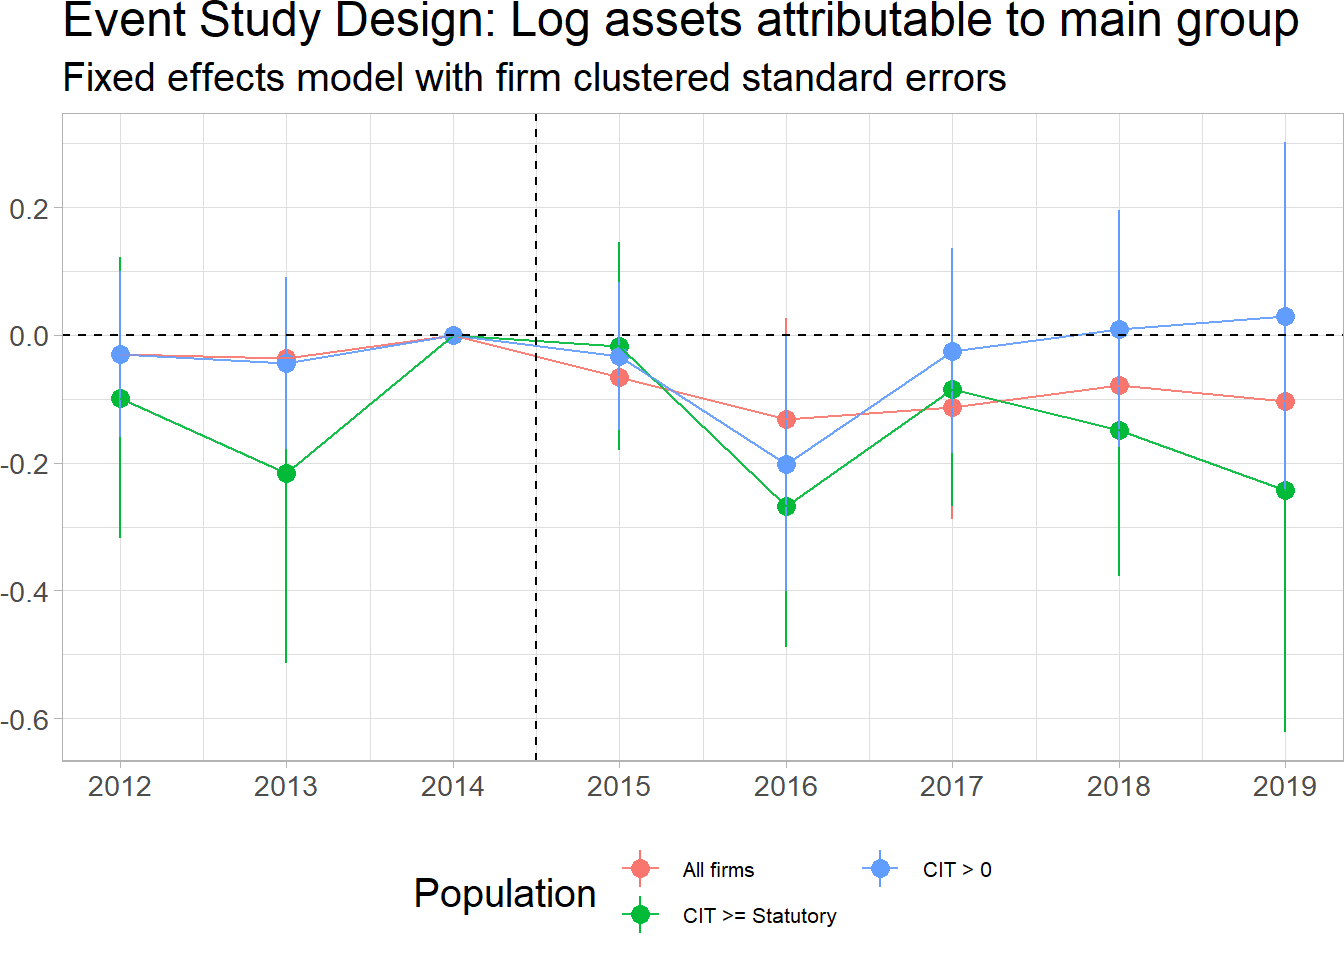 Event Study Design: Log assets attributable to main group
Fixed effects model with firm clustered standard errors
0.2
0.0
-0.2
-0.4
-0.6
2012 2013 2014 2015 2016 2017 2018 2019
Population
All firms
CIT >= Statutory
CIT > 0